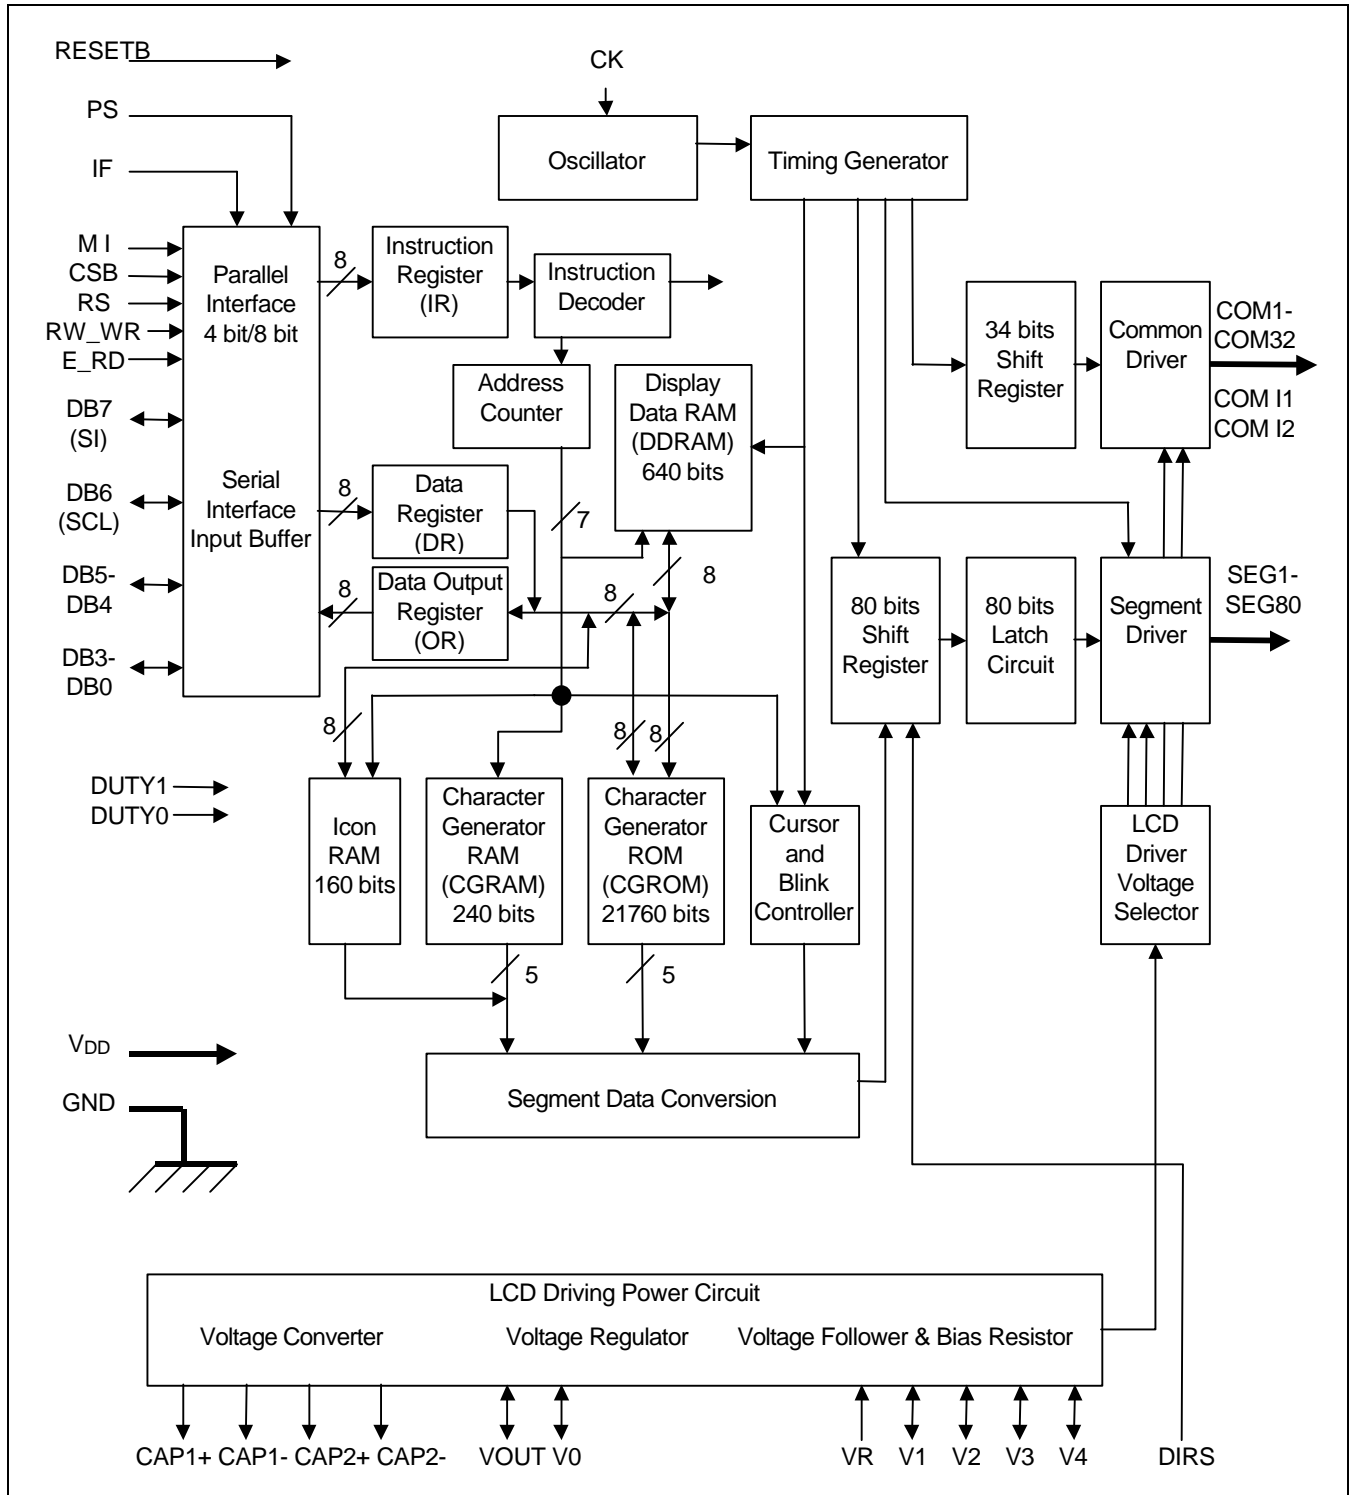 RESETB
CK
PS
IF
Oscillator
Timing Generator
M I
CSB
RS
RW_WR
E_RD
DB7
(SI)
DB6
(SCL)
DB5-
DB4
DB3-
DB0
Parallel
Interface
4 bit/8 bit
Serial
Interface
Input Buffer
8
Instruction
Register
(IR)
Instruction
Decoder
Address
Counter
Display
Data RAM
(DDRAM)
640 bits
34 bits
Shift
Register
Common
Driver
COM1-
COM32
COM I1
COM I2
8
Data
Register
(DR)
7
8
8
Data Output
Register
(OR)
8
80 bits
Shift
Register
80 bits
Latch
Circuit
Segment
Driver
SEG1-
SEG80
8
8
8
DUTY1
DUTY0
Icon
RAM
160 bits
Character
Generator
RAM
(CGRAM)
240 bits
Character
Generator
ROM
(CGROM)
21760 bits
Cursor
and
Blink
Controller
LCD
Driver
Voltage
Selector
5
5
VDD
GND
Segment Data Conversion
LCD Driving Power Circuit
Voltage Converter
Voltage Regulator
Voltage Follower & Bias Resistor
CAP1+ CAP1- CAP2+ CAP2-
VOUT V0
VR V1 V2 V3 V4
DIRS